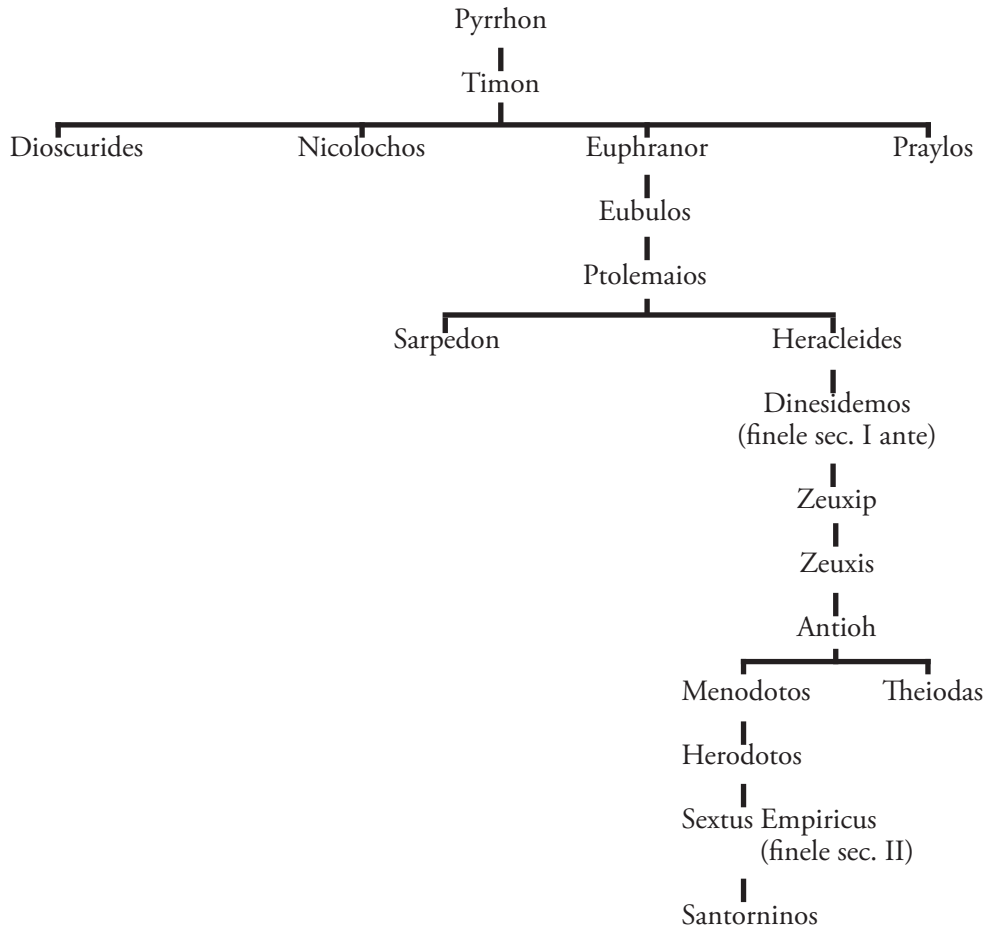 Pyrrhon
Timon
Dioscurides Nicolochos Euphranor Praylos
Eubulos
Ptolemaios
Sarpedon Heracleides
Dinesidemos
(finele sec. I ante)
Zeuxip
Zeuxis
Antioh
Menodotos Theiodas
Herodotos
Sextus Empiricus
(finele sec. II)
Santorninos